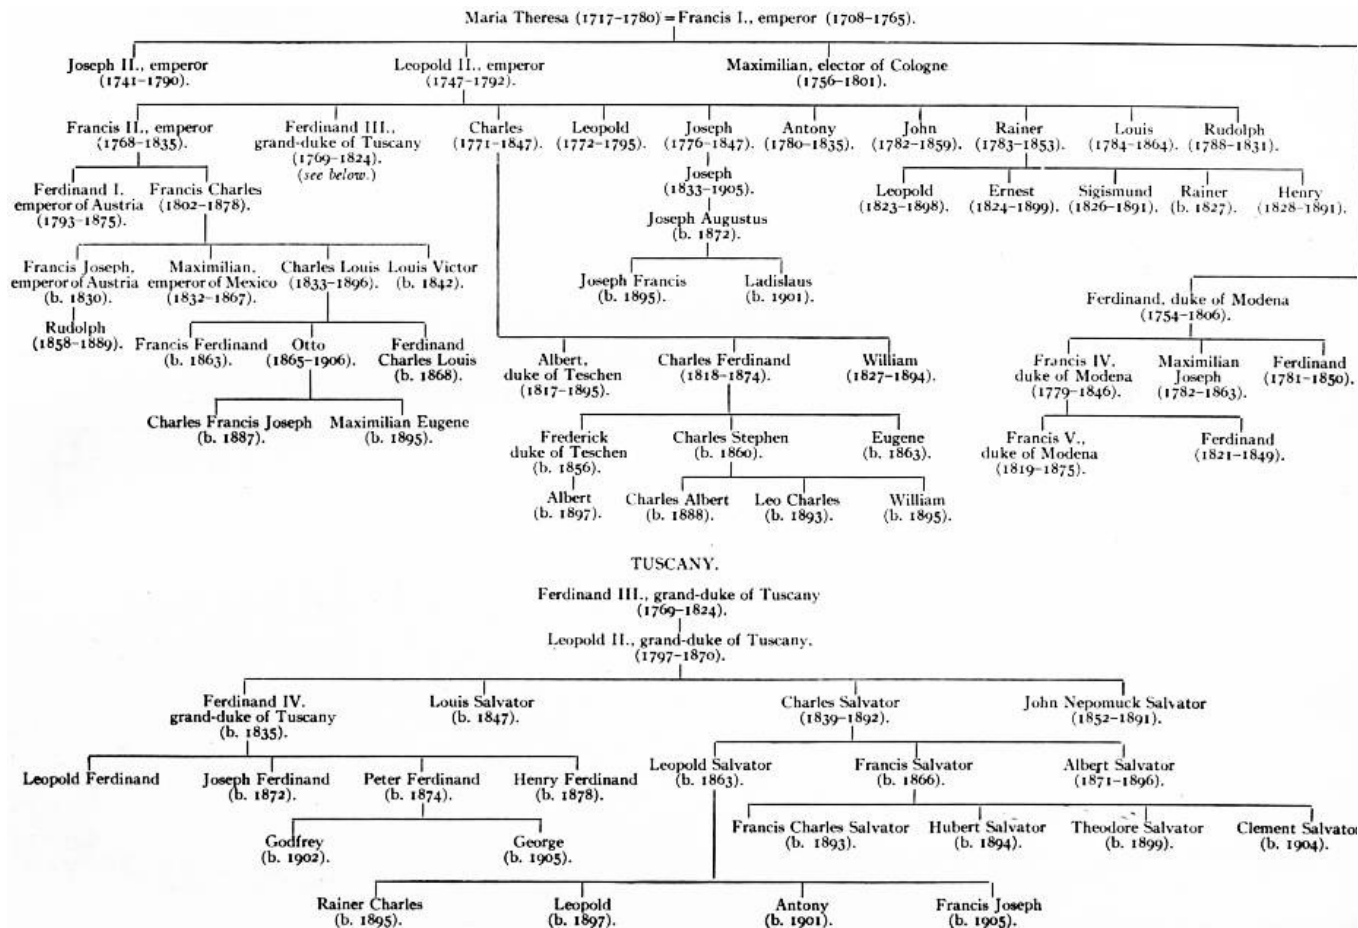 Maria Theresa (1717–1780) = Francis I., emperor (1708–1765).
Joseph II., emperor
(1741–1790).
Leopold II., emperor
(1747–1792).
Maximilian, elector of Cologne
(1756–1801).
Francis II., emperor
(1768–1835).
Ferdinand III.,
grand-duke of Tuscany
(1769–1824).
(see below.)
Charles
(1771–1847).
Leopold
(1772–1795).
Joseph
(1776–1847).
Antony
(1780–1835).
John
(1782–1859).
Rainer
(1783–1853).
Louis
(1784–1864).
Rudolph
(1788–1831).
Ferdinand I.
emperor of Austria
(1793–1875).
Francis Charles
(1802–1878).
Joseph
(1833–1905).
Leopold
(1823–1898).
Ernest
(1824–1899).
Sigismund
(1826–1891).
Rainer
(b. 1827).
Henry
(1828–1891).
Joseph Augustus
(b. 1872).
Francis Joseph,
emperor of Austria
(b. 1830).
Maximilian,
emperor of Mexico
(1832–1867).
Charles Louis
(1833–1896).
Louis Victor
(b. 1842).
Joseph Francis
(b. 1895).
Ladislaus
(b. 1901).
Ferdinand, duke of Modena
(1754–1806).
Rudolph
(1858–1889).
Francis Ferdinand
(b. 1863).
Otto
(1865–1906).
Ferdinand
Charles Louis
(b. 1868).
Albert,
duke of Teschen
(1817–1895).
Charles Ferdinand
(1818–1874).
William
(1827–1894).
Francis IV.
duke of Modena
(1779–1846).
Maximilian
Joseph
(1782–1863).
Ferdinand
(1781–1850).
Charles Francis Joseph
(b. 1887).
Maximilian Eugene
(b. 1895).
Frederick
duke of Teschen
(b. 1856).
Charles Stephen
(b. 1860).
Eugene
(b. 1863).
Francis V.,
duke of Modena
(1819–1875).
Ferdinand
(1821–1849).
Albert
(b. 1897).
Charles Albert
(b. 1888).
Leo Charles
(b. 1893).
William
(b. 1895).
TUSCANY.
Ferdinand III., grand-duke of Tuscany
(1769–1824).
Leopold II., grand-duke of Tuscany.
(1797–1870).
Ferdinand IV.
grand-duke of Tuscany
(b. 1835).
Louis Salvator
(b. 1847).
Charles Salvator
(1839–1892).
John Nepomuck Salvator
(1852–1891).
Leopold Ferdinand
Joseph Ferdinand
(b. 1872).
Peter Ferdinand
(b. 1874).
Henry Ferdinand
(b. 1878).
Leopold Salvator
(b. 1863).
Francis Salvator
(b. 1866).
Albert Salvator
(1871–1896).
Godfrey
(b. 1902).
George
(b. 1905).
Francis Charles Salvator
(b. 1893).
Hubert Salvator
(b. 1894).
Theodore Salvator
(b. 1899).
Clement Salvator
(b. 1904).
Rainer Charles
(b. 1895).
Leopold
(b. 1897).
Antony
(b. 1901).
Francis Joseph
(b. 1905).